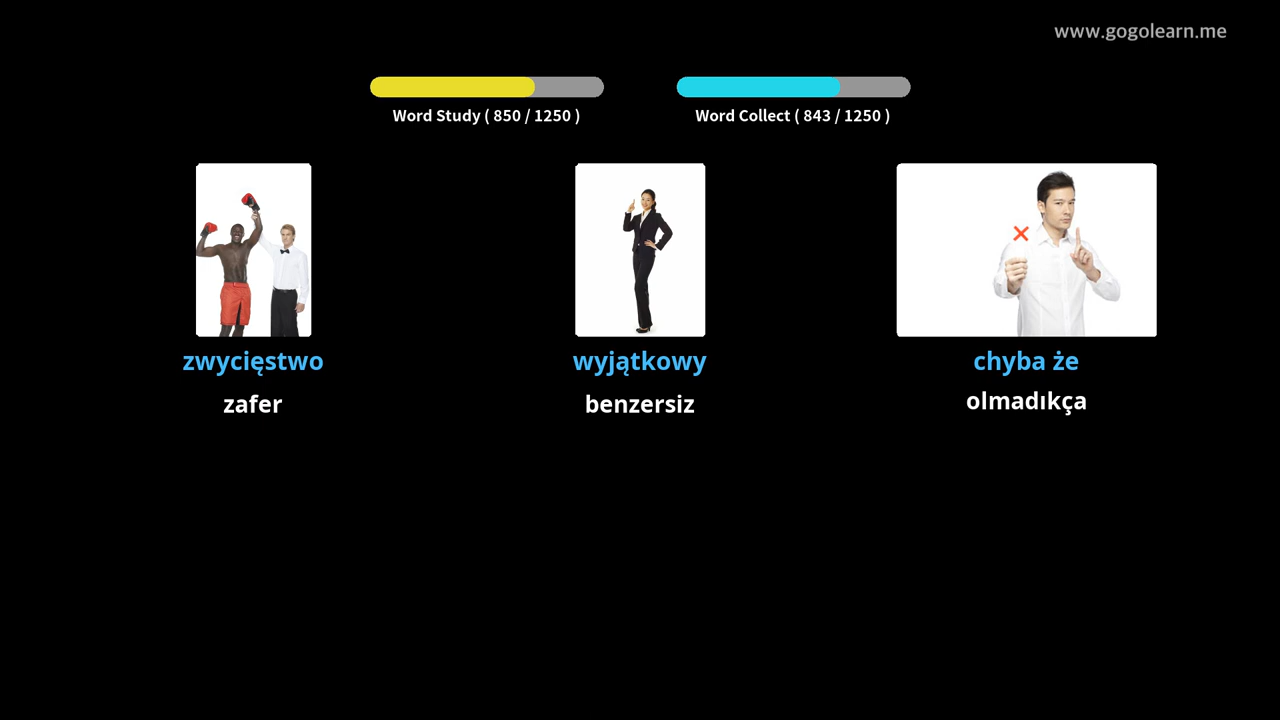 www.gogolearn.me
Word Study ( 850 / 1250 )
Word Collect ( 843 / 1250 )
zwycięstwo
zafer
wyjątkowy
benzersiz
chyba że
olmadıkça